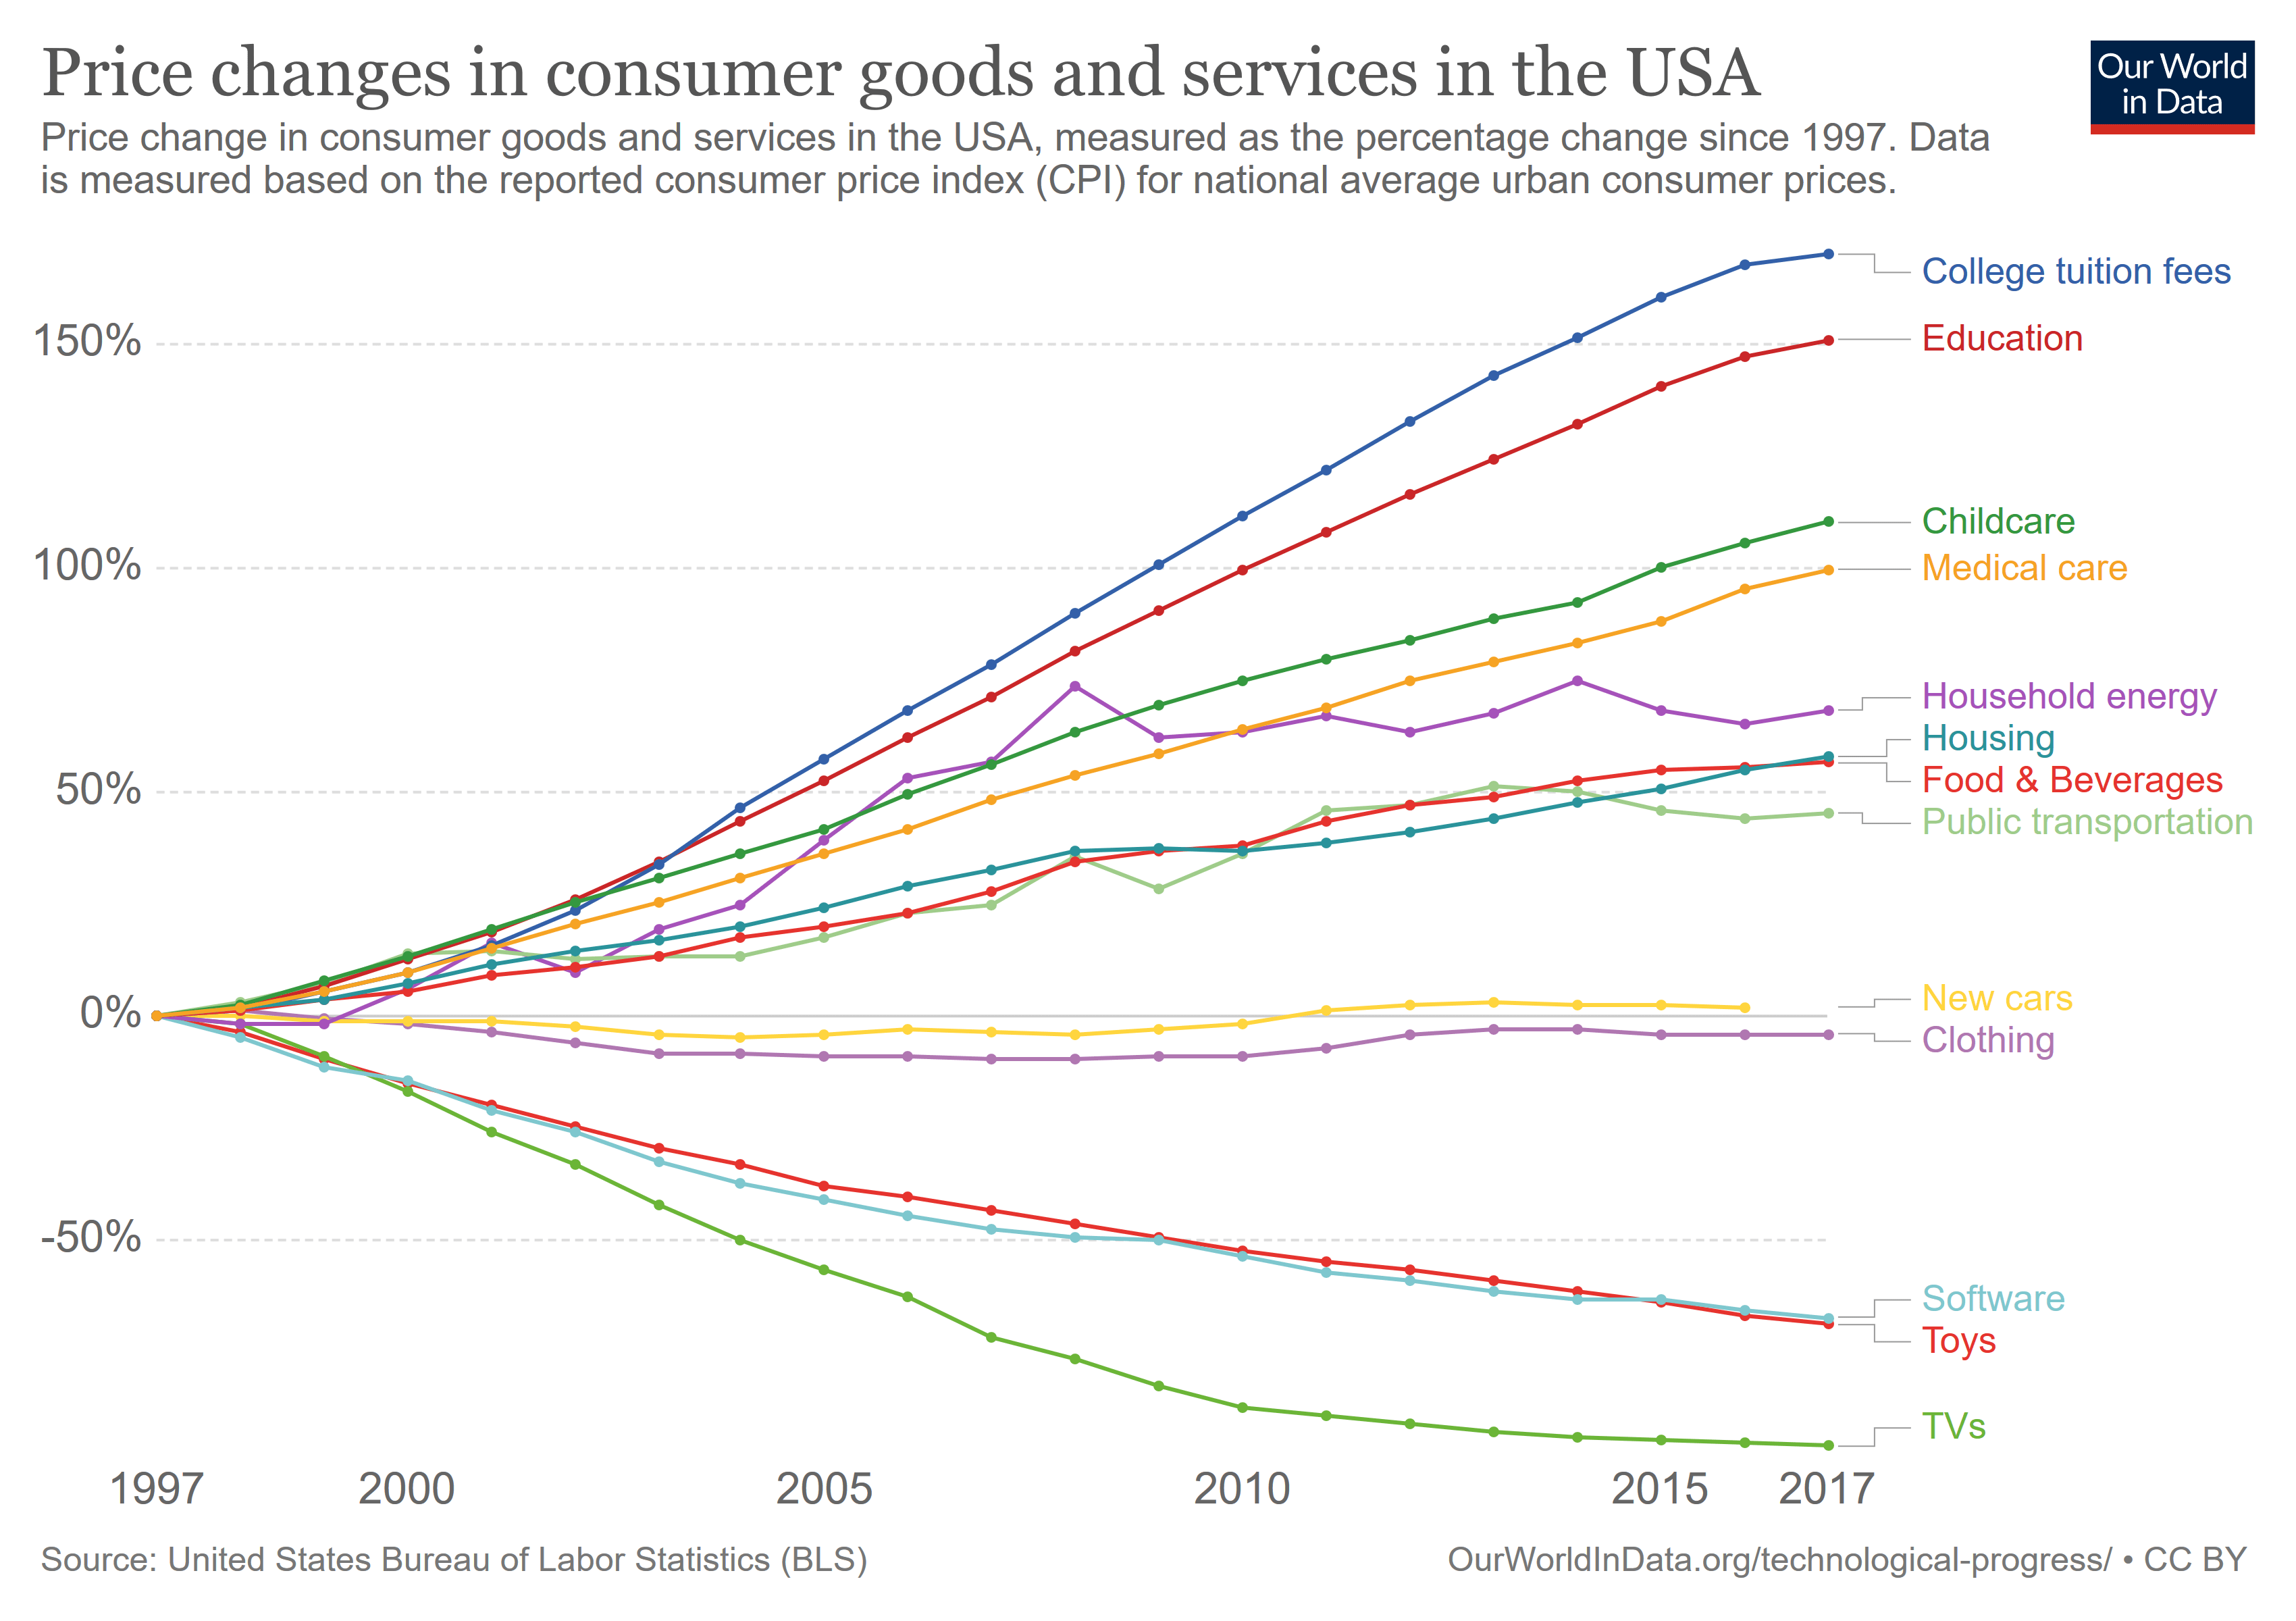 Price changes in consumer goods and services in the USA
Our World
in Data
Price change in consumer goods and services in the USA, measured as the percentage change since 1997. Data
is measured based on the reported consumer price index (CPI) for national average urban consumer prices.
College tuition fees
150%
Education
Childcare
100%
Medical care
Household energy
Housing
50%
Food & Beverages
Public transportation
New cars
0%
Clothing
-50%
Software
Toys
TVs
1997
2000
2005
2010
2015
2017
Source: United States Bureau of Labor Statistics (BLS)
OurWorldInData.org/technological-progress/ • CC BY